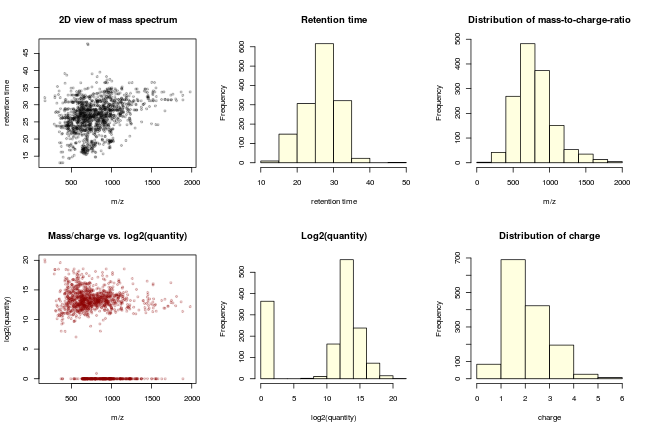 2D view of mass spectrum
retention time
15 20 25 30 35 40 45
500 1000 1500 2000
m/z
Retention time
Frequency
0 100 200 300 400 500 600
10 20 30 40 50
retention time
Distribution of mass-to-charge-ratio
Frequency
0 100 200 300 400 500
0 500 1000 1500 2000
m/z
Mass/charge vs. log2(quantity)
log2(quantity)
0 5 10 15 20
500 1000 1500 2000
m/z
Log2(quantity)
Frequency
0 100 200 300 400 500
0 5 10 15 20
log2(quantity)
Distribution of charge
Frequency
0 100 300 500 700
0 1 2 3 4 5 6
charge